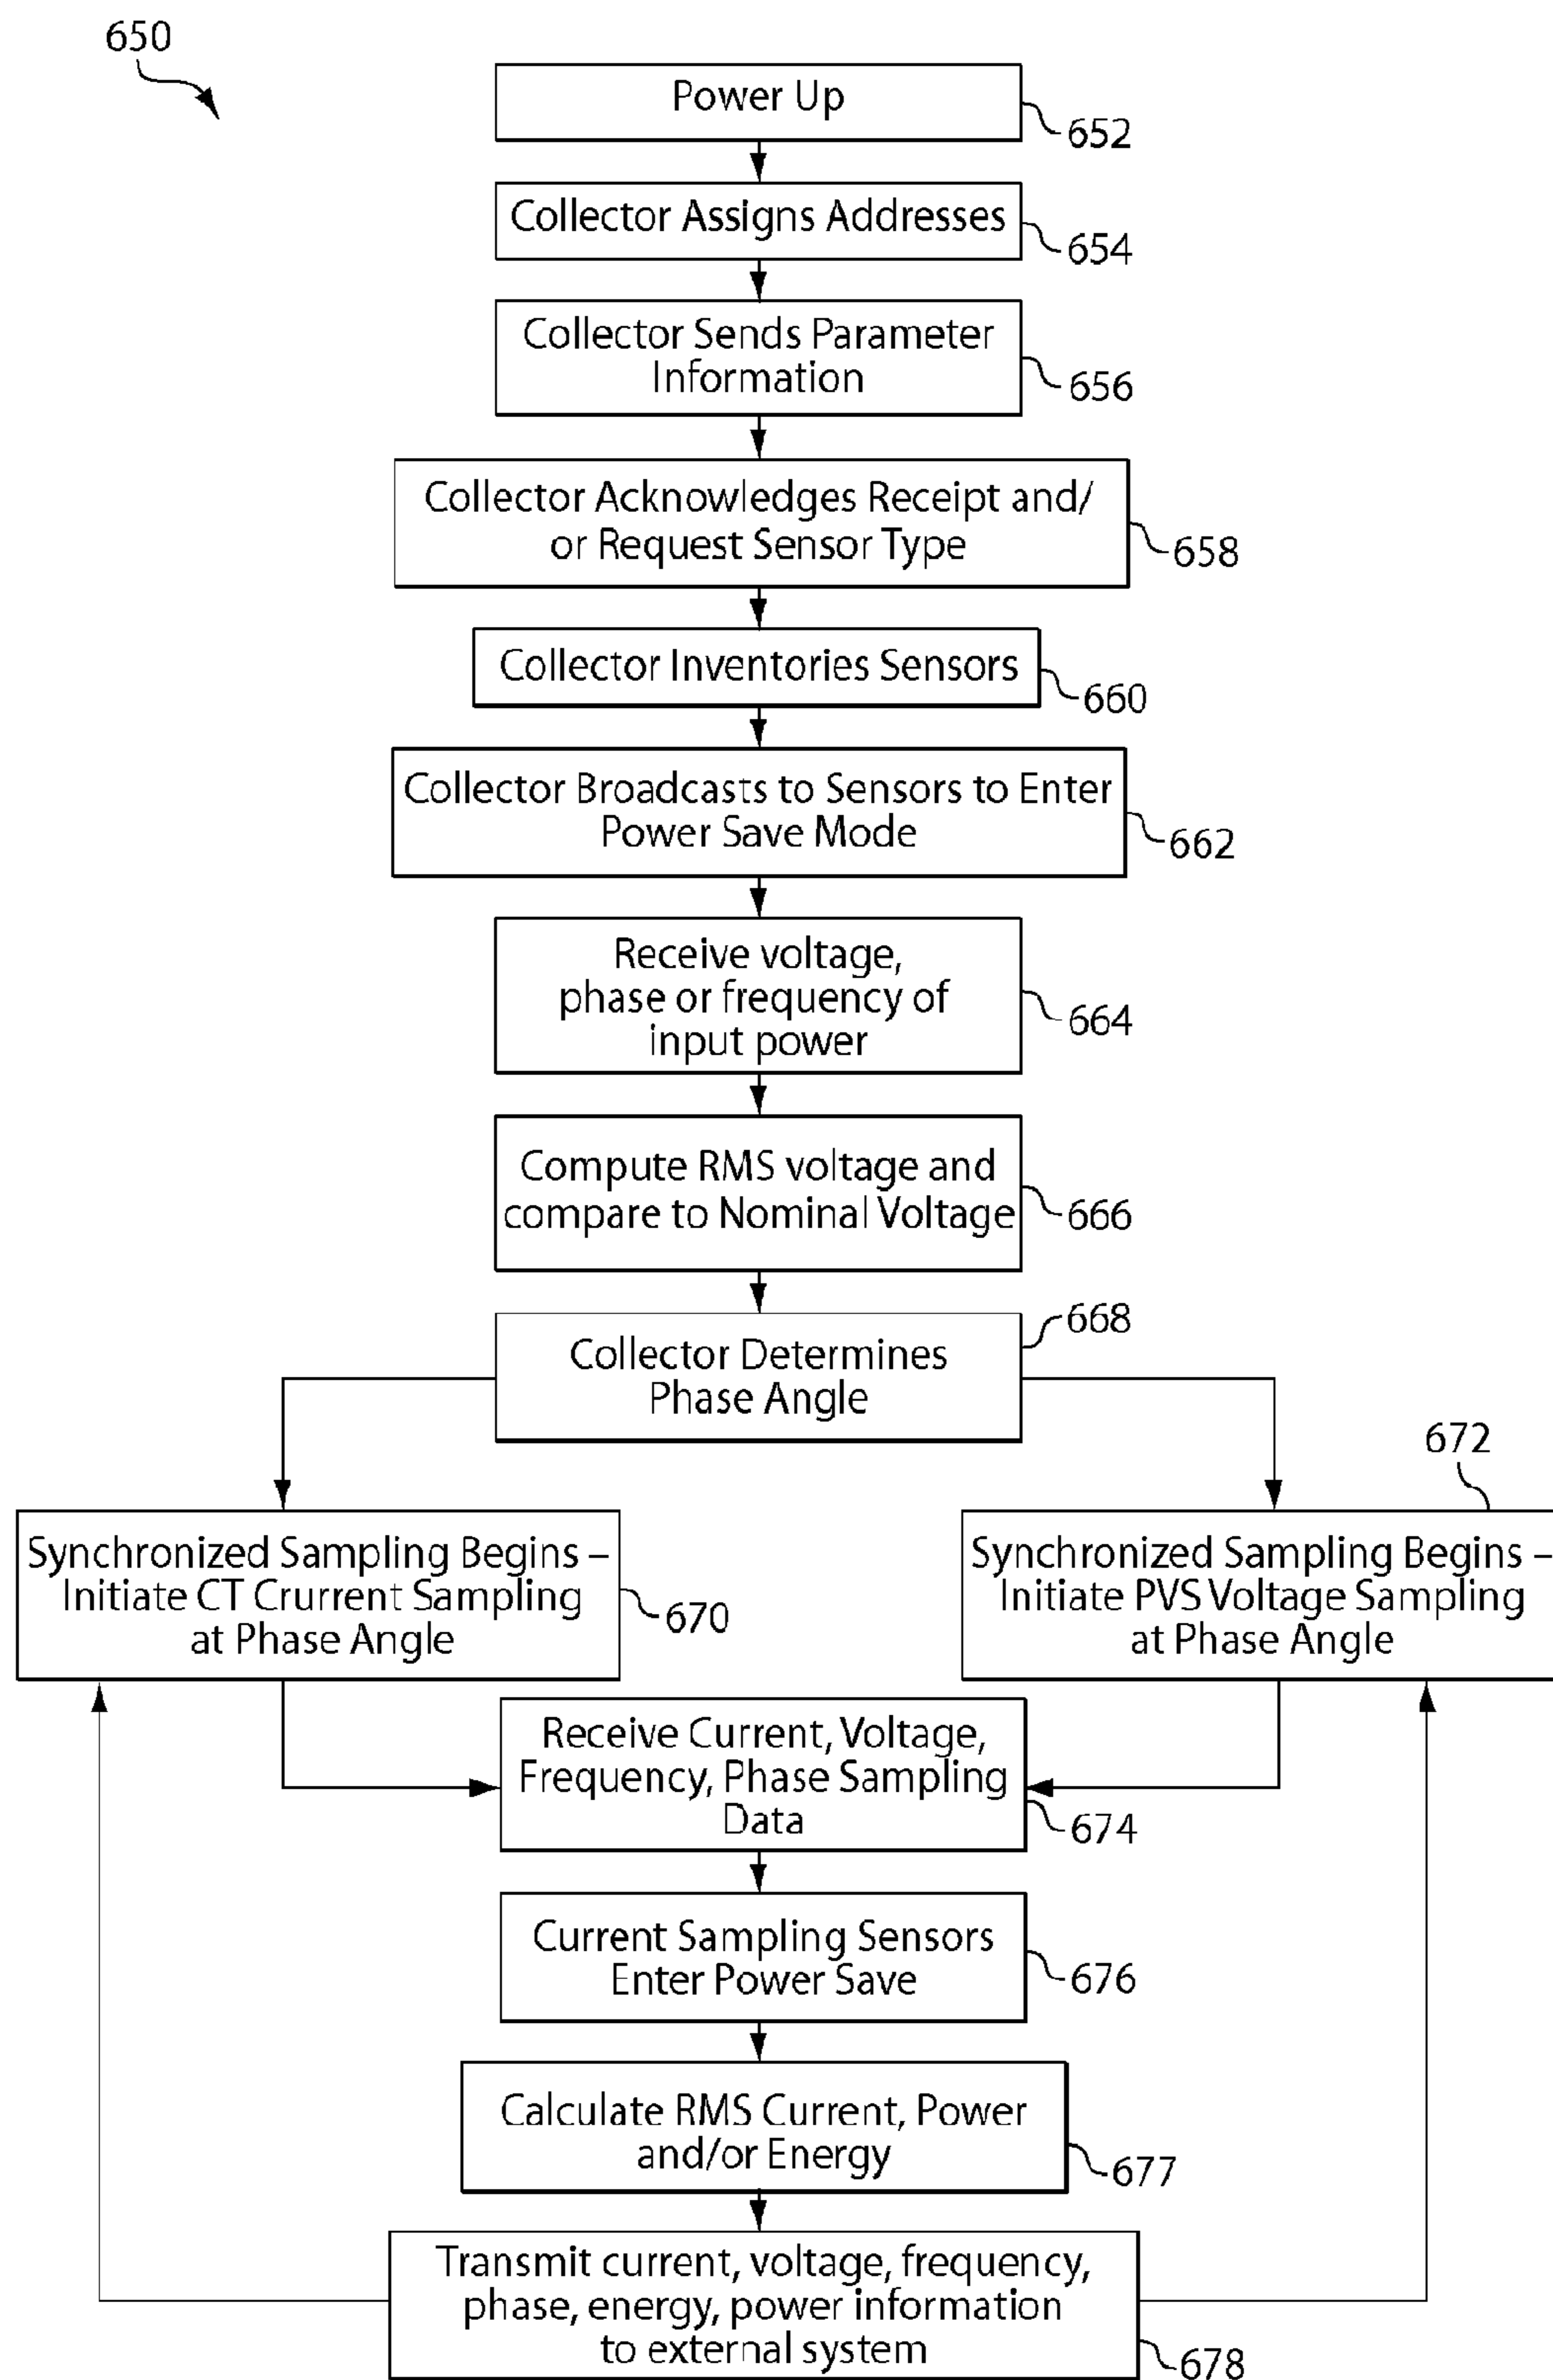 650
Power Up
652
Collector Assigns Addresses
654
Collector Sends Parameter
Information
656
Collector Acknowledges Receipt and/
or Request Sensor Type
658
Collector Inventories Sensors
660
Collector Broadcasts to Sensors to Enter
Power Save Mode
662
Receive voltage,
phase or frequency of
input power
664
Compute RMS voltage and
compare to Nominal Voltage
666
668
Collector Determines
Phase Angle
672
Synchronized Sampling Begins –
Initiate CT Crurrent Sampling
at Phase Angle
670
Synchronized Sampling Begins –
Initiate PVS Voltage Sampling
at Phase Angle
Receive Current, Voltage,
Frequency, Phase Sampling
Data
674
Current Sampling Sensors
Enter Power Save
676
Calculate RMS Current, Power
and/or Energy
677
Transmit current, voltage, frequency,
phase, energy, power information
to external system
678